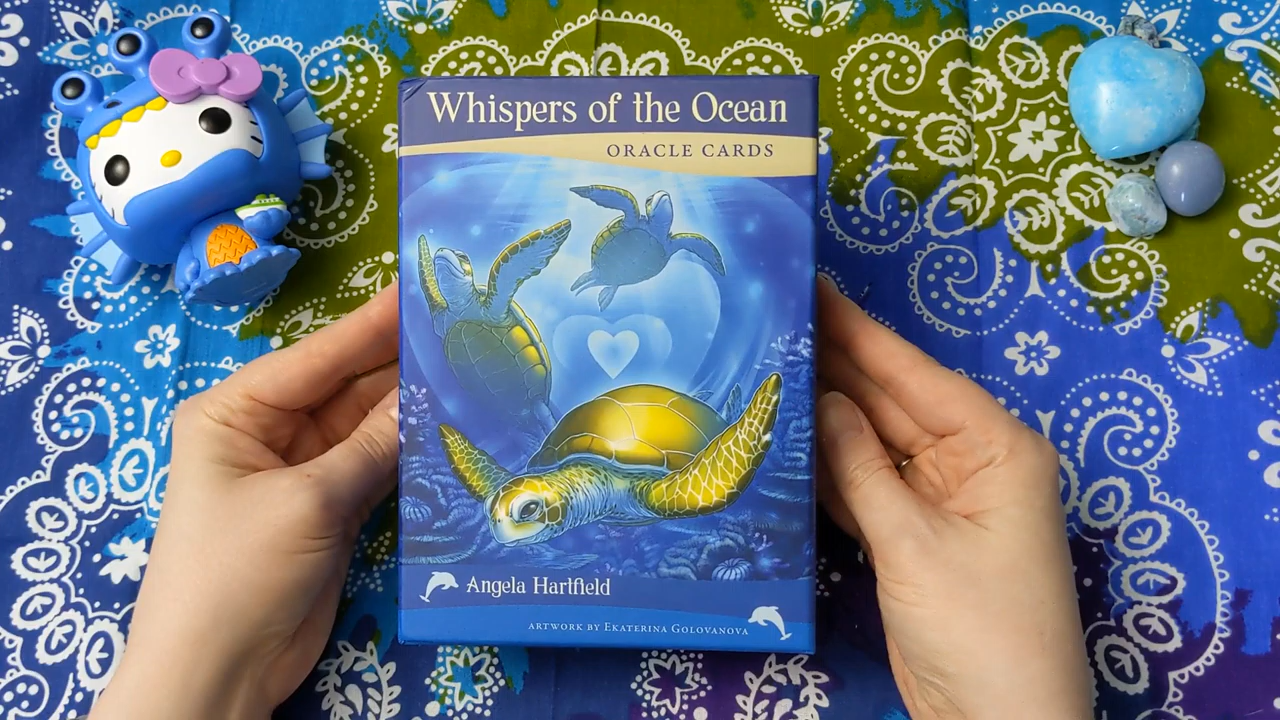 Whispers of the Ocean
ORACLE CARDS
Angela Hartfield
ARTWORK BY EKATERINA GOLOVANOVA